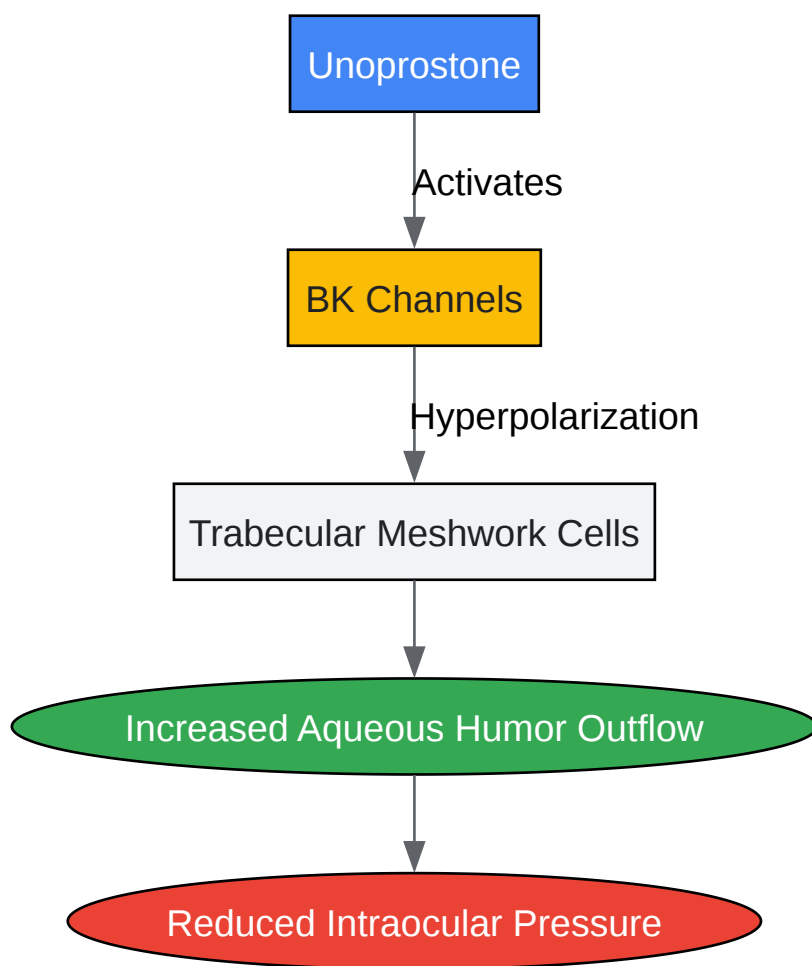 Unoprostone
Activates
BK Channels
Hyperpolarization
Trabecular Meshwork Cells
Increased Aqueous Humor Outflow
Reduced Intraocular Pressure